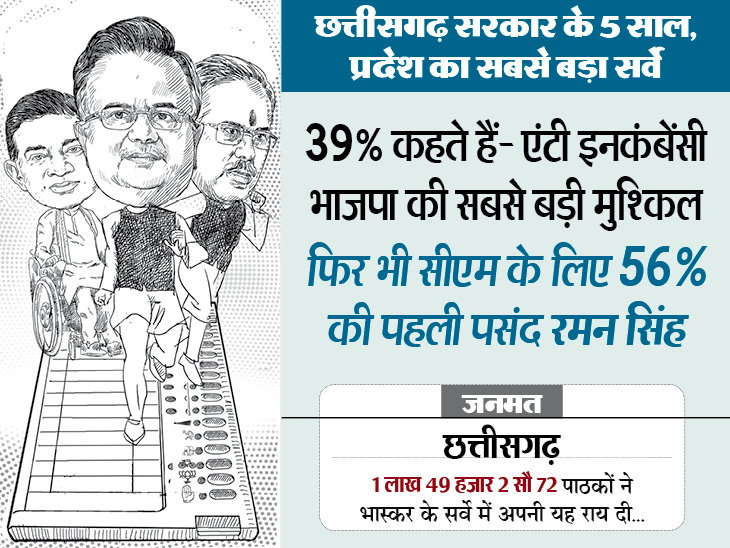 छत्तीसगढ़ सरकार के 5 साल,
प्रदेश का सबसे बड़ा सर्वे
39% कहते हैं- एंटी इनकंबेंसी
भाजपा की सबसे बड़ी मुश्किल
फिर भी सीएम के लिए 56%
की पहली पसंद रमन सिंह
जनमत
छत्तीसगढ़
1 लाख 49 हजार 2 सौ 72 पाठकों ने
भास्कर के सर्वे में अपनी यह राय दी...